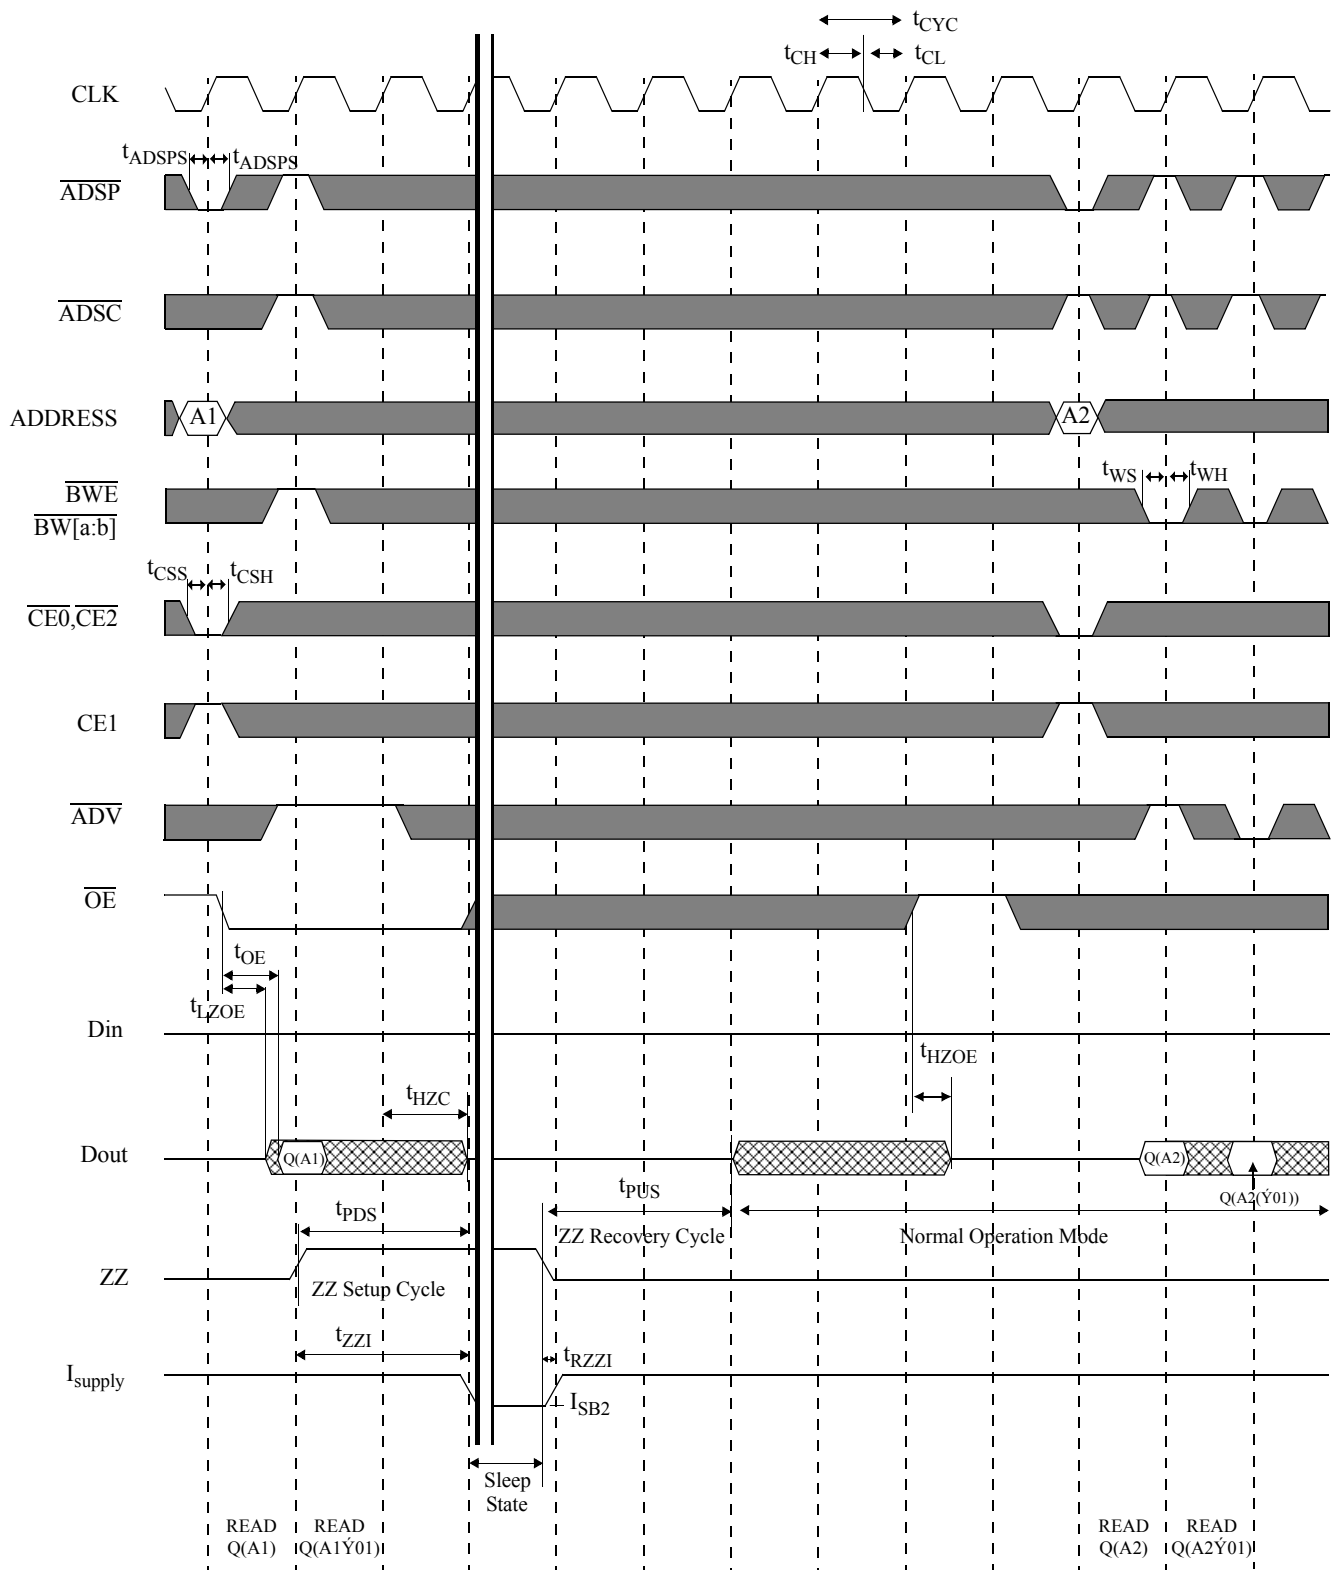 tCYC
tCH
tCL
CLK
tADSPS
tADSPS
ADSP
ADSC
ADDRESS
A1
A2
BWE
BW[a:b]
tWS
tWH
tCSS
tCSH
CE0,CE2
CE1
ADV
OE
tOE
tLZOE
Din
tHZOE
tHZC
Dout
Q(A1)
Q(A2)
Q(A2(Ý01))
tPUS
tPDS
ZZ Recovery Cycle
Normal Operation Mode
ZZ
ZZ Setup Cycle
tZZI
tRZZI
Isupply
ISB2
Sleep
State
READ
Q(A1)
READ
Q(A1Ý01)
READ
Q(A2)
READ
Q(A2Ý01)